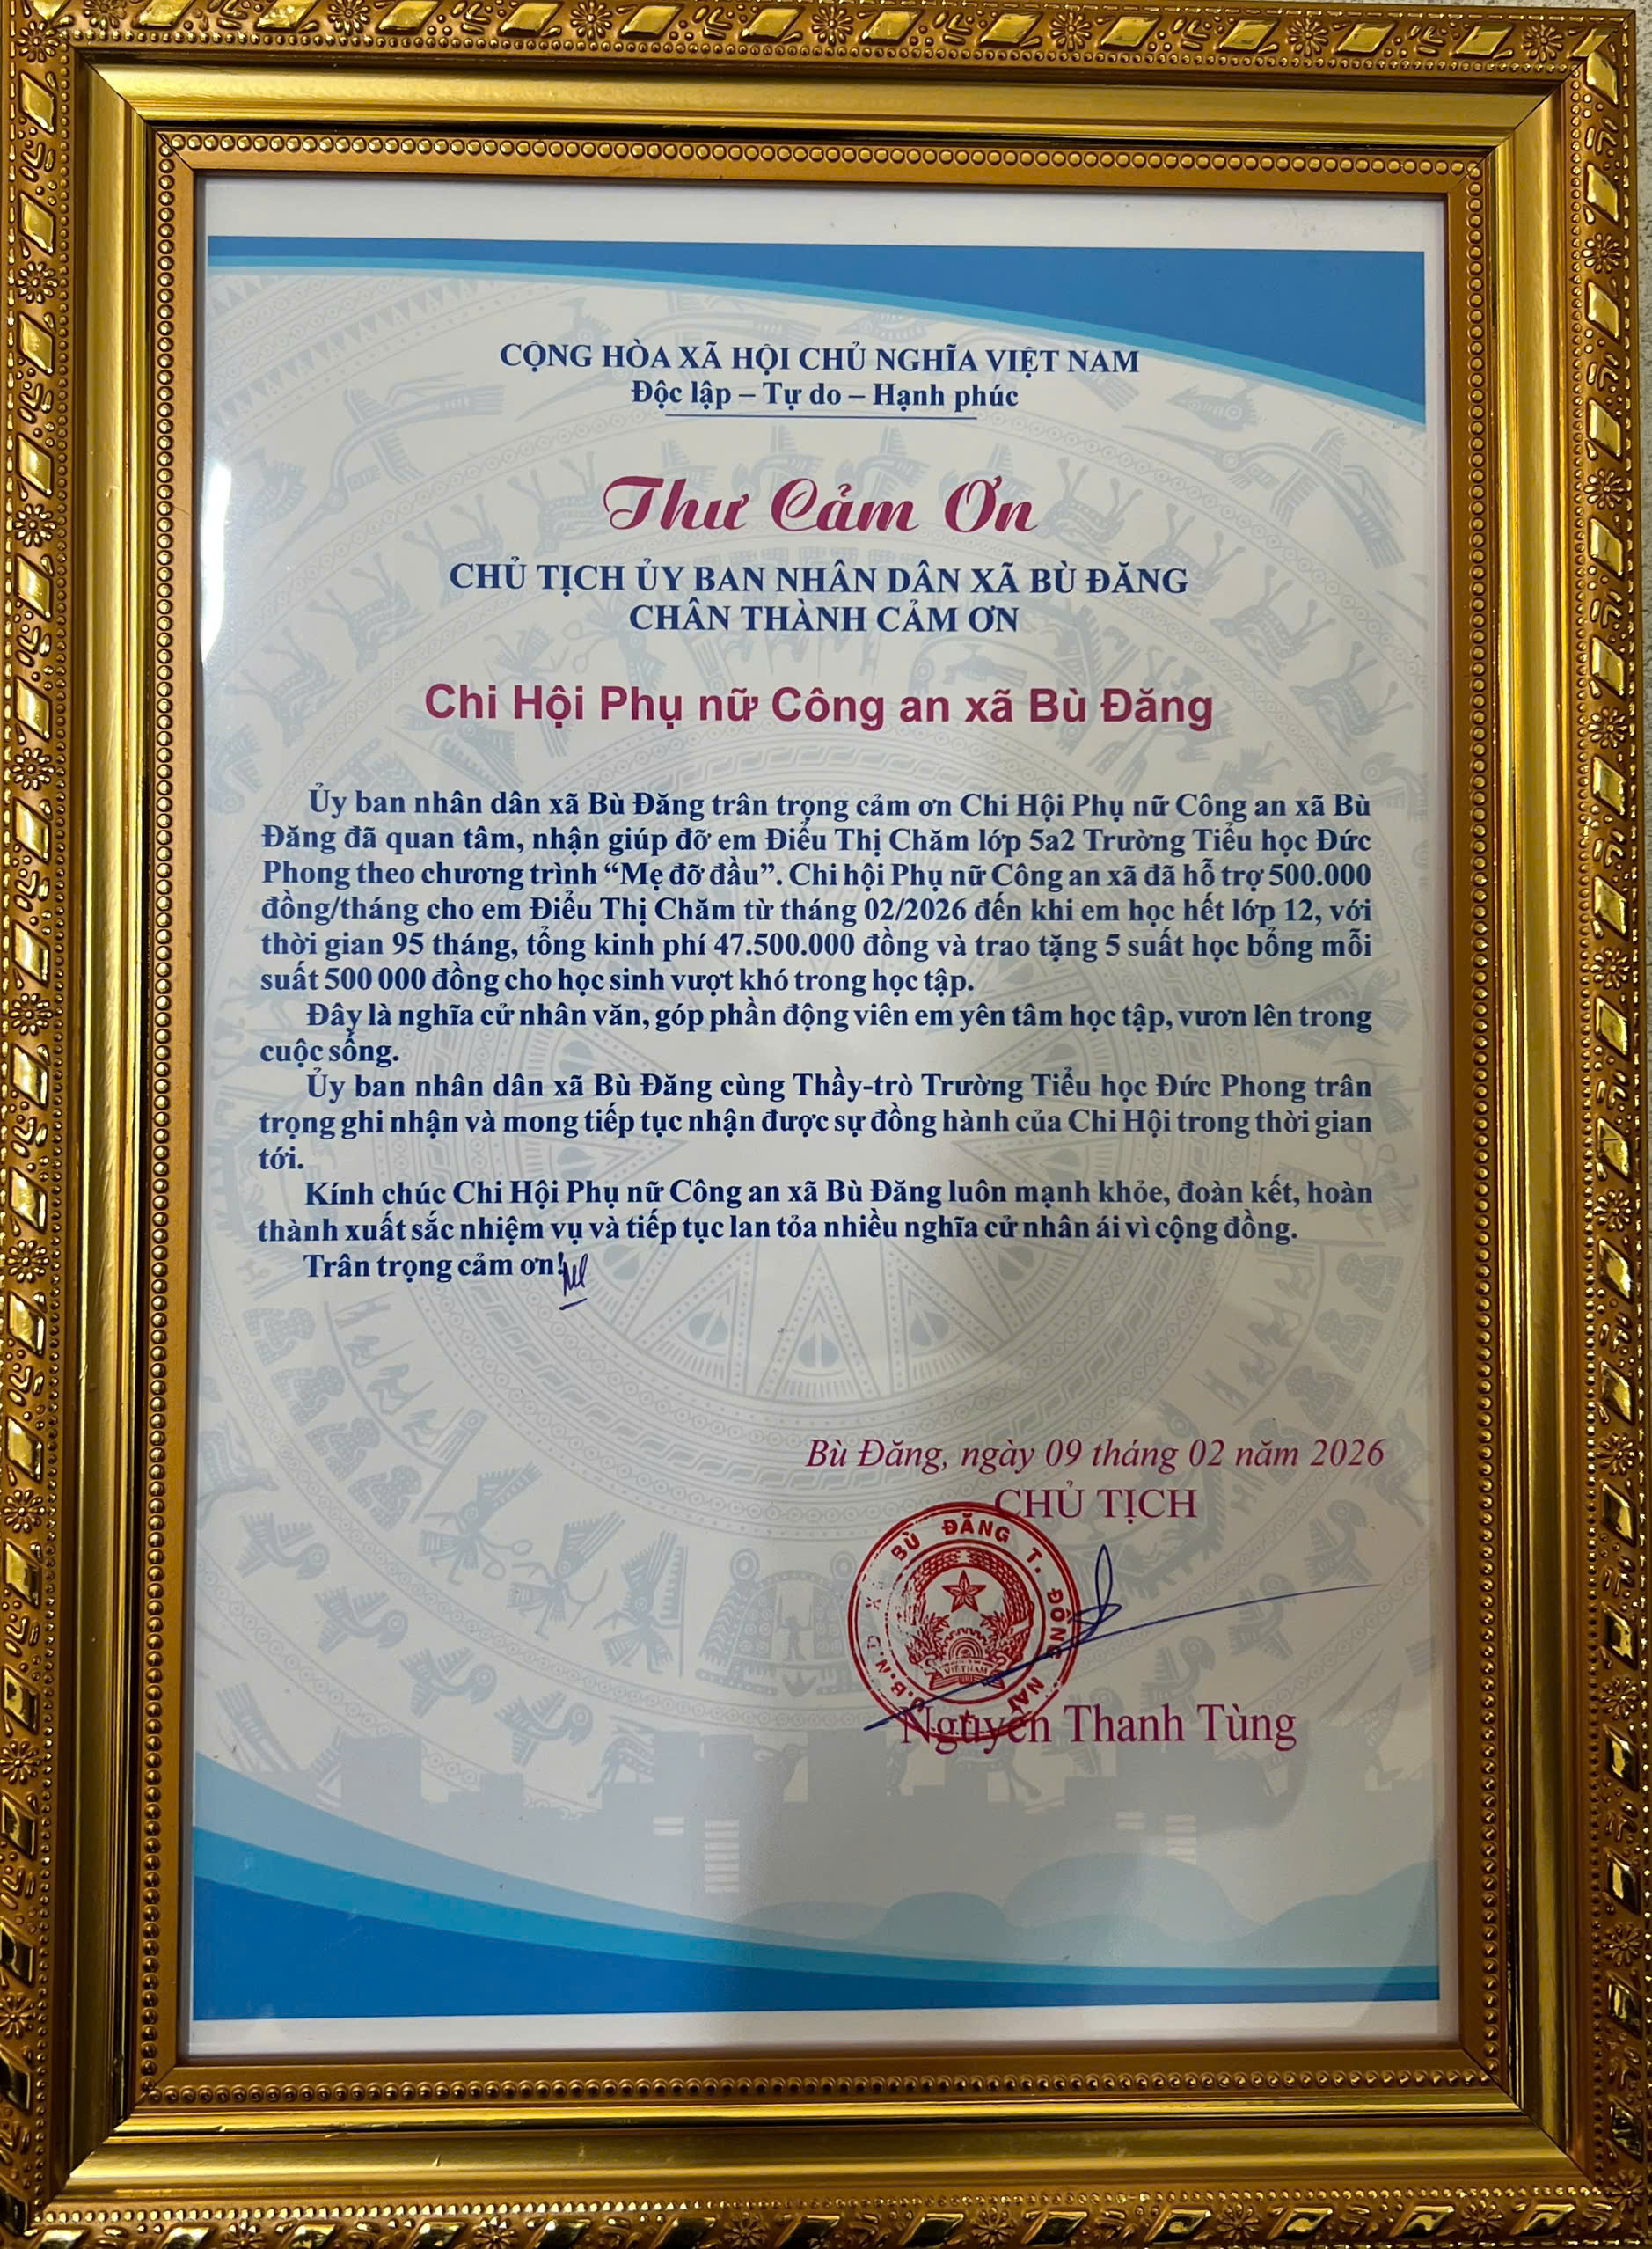 CỘNG HÒA XÃ HỘI CHỦ NGHĨA VIỆT NAM
Độc lập – Tự do – Hạnh phúc
Thư Cảm Ơn
CHỦ TỊCH ỦY BAN NHÂN DÂN XÃ BÙ ĐĂNG
CHÂN THÀNH CẢM ƠN
Chi Hội Phụ nữ Công an xã Bù Đăng
Ủy ban nhân dân xã Bù Đăng trân trọng cảm ơn Chi Hội Phụ nữ Công an xã Bù
Đăng đã quan tâm, nhận giúp đỡ em Điểu Thị Chăm lớp 5a2 Trường Tiểu học Đức
Phong theo chương trình “Mẹ đỡ đầu”. Chi hội Phụ nữ Công an xã đã hỗ trợ 500.000
đồng/tháng cho em Điểu Thị Chăm từ tháng 02/2026 đến khi em học hết lớp 12, với
thời gian 95 tháng, tổng kinh phí 47.500.000 đồng và trao tặng 5 suất học bổng mỗi
suất 500 000 đồng cho học sinh vượt khó trong học tập.
Đây là nghĩa cử nhân văn, góp phần động viên em yên tâm học tập, vươn lên trong
cuộc sống.
Ủy ban nhân dân xã Bù Đăng cùng Thầy-trò Trường Tiểu học Đức Phong trân
trọng ghi nhận và mong tiếp tục nhận được sự đồng hành của Chi Hội trong thời gian
tới.
Kính chúc Chi Hội Phụ nữ Công an xã Bù Đăng luôn mạnh khỏe, đoàn kết, hoàn
thành xuất sắc nhiệm vụ và tiếp tục lan tỏa nhiều nghĩa cử nhân ái vì cộng đồng.
Trân trọng cảm ơn!
Bù Đăng, ngày 09 tháng 02 năm 2026
CHỦ TỊCH
U.B.N.D X BÙ ĐĂNG T. ĐỒNG NAI
VIỆT NAM
Nguyễn Thanh Tùng